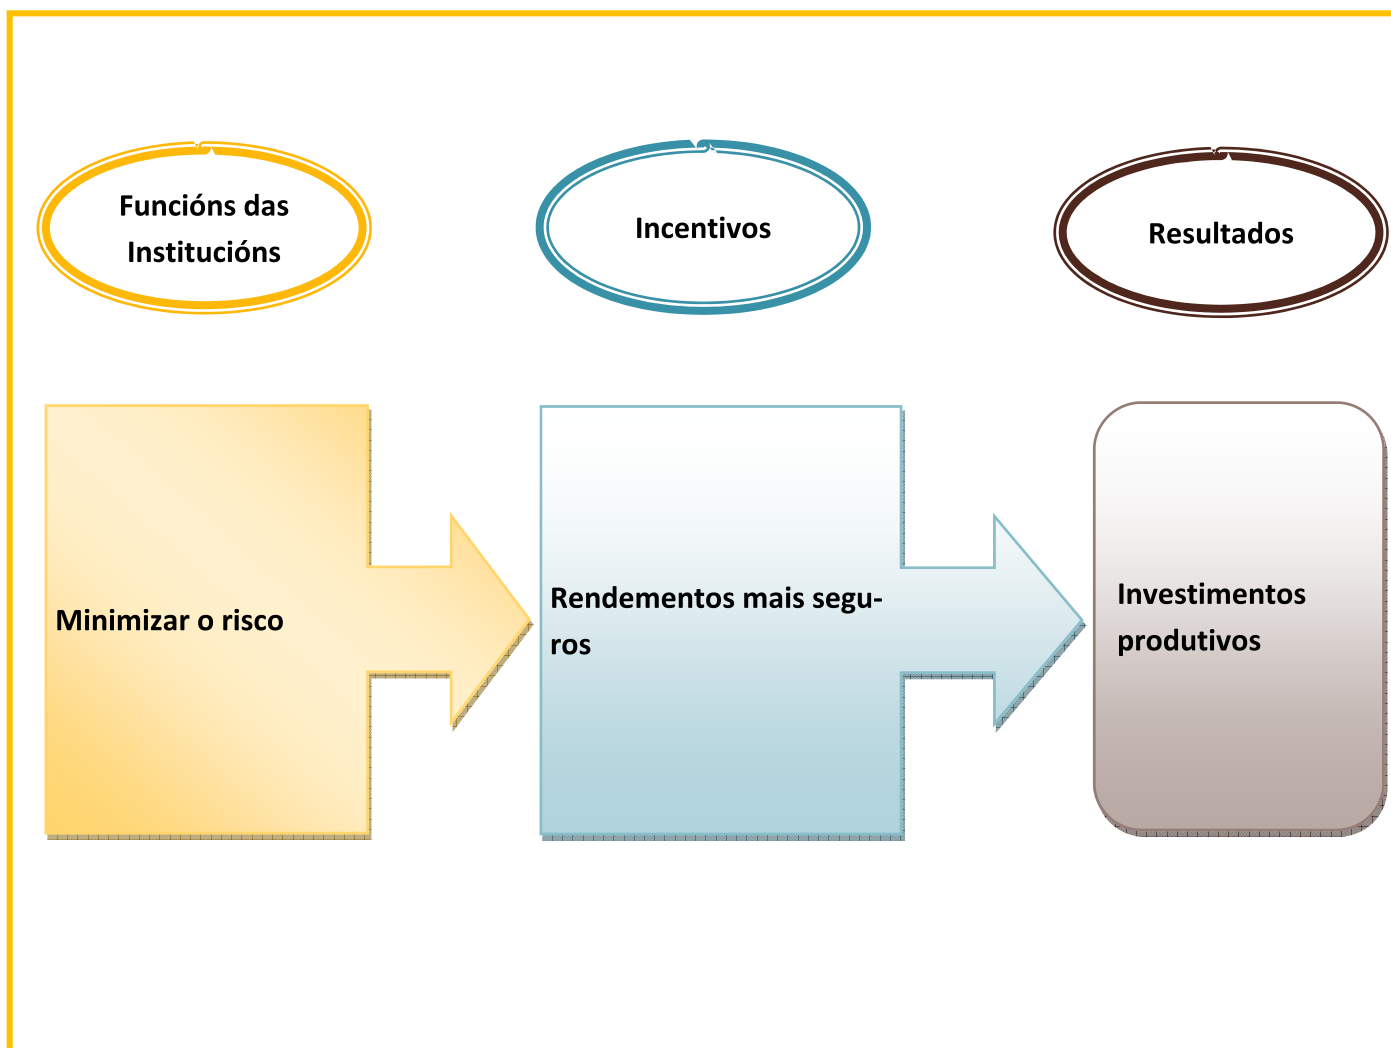 Funcións das
Institucións
Incentivos
Resultados
Minimizar o risco
Rendementos mais segu-
ros
Investimentos
produtivos